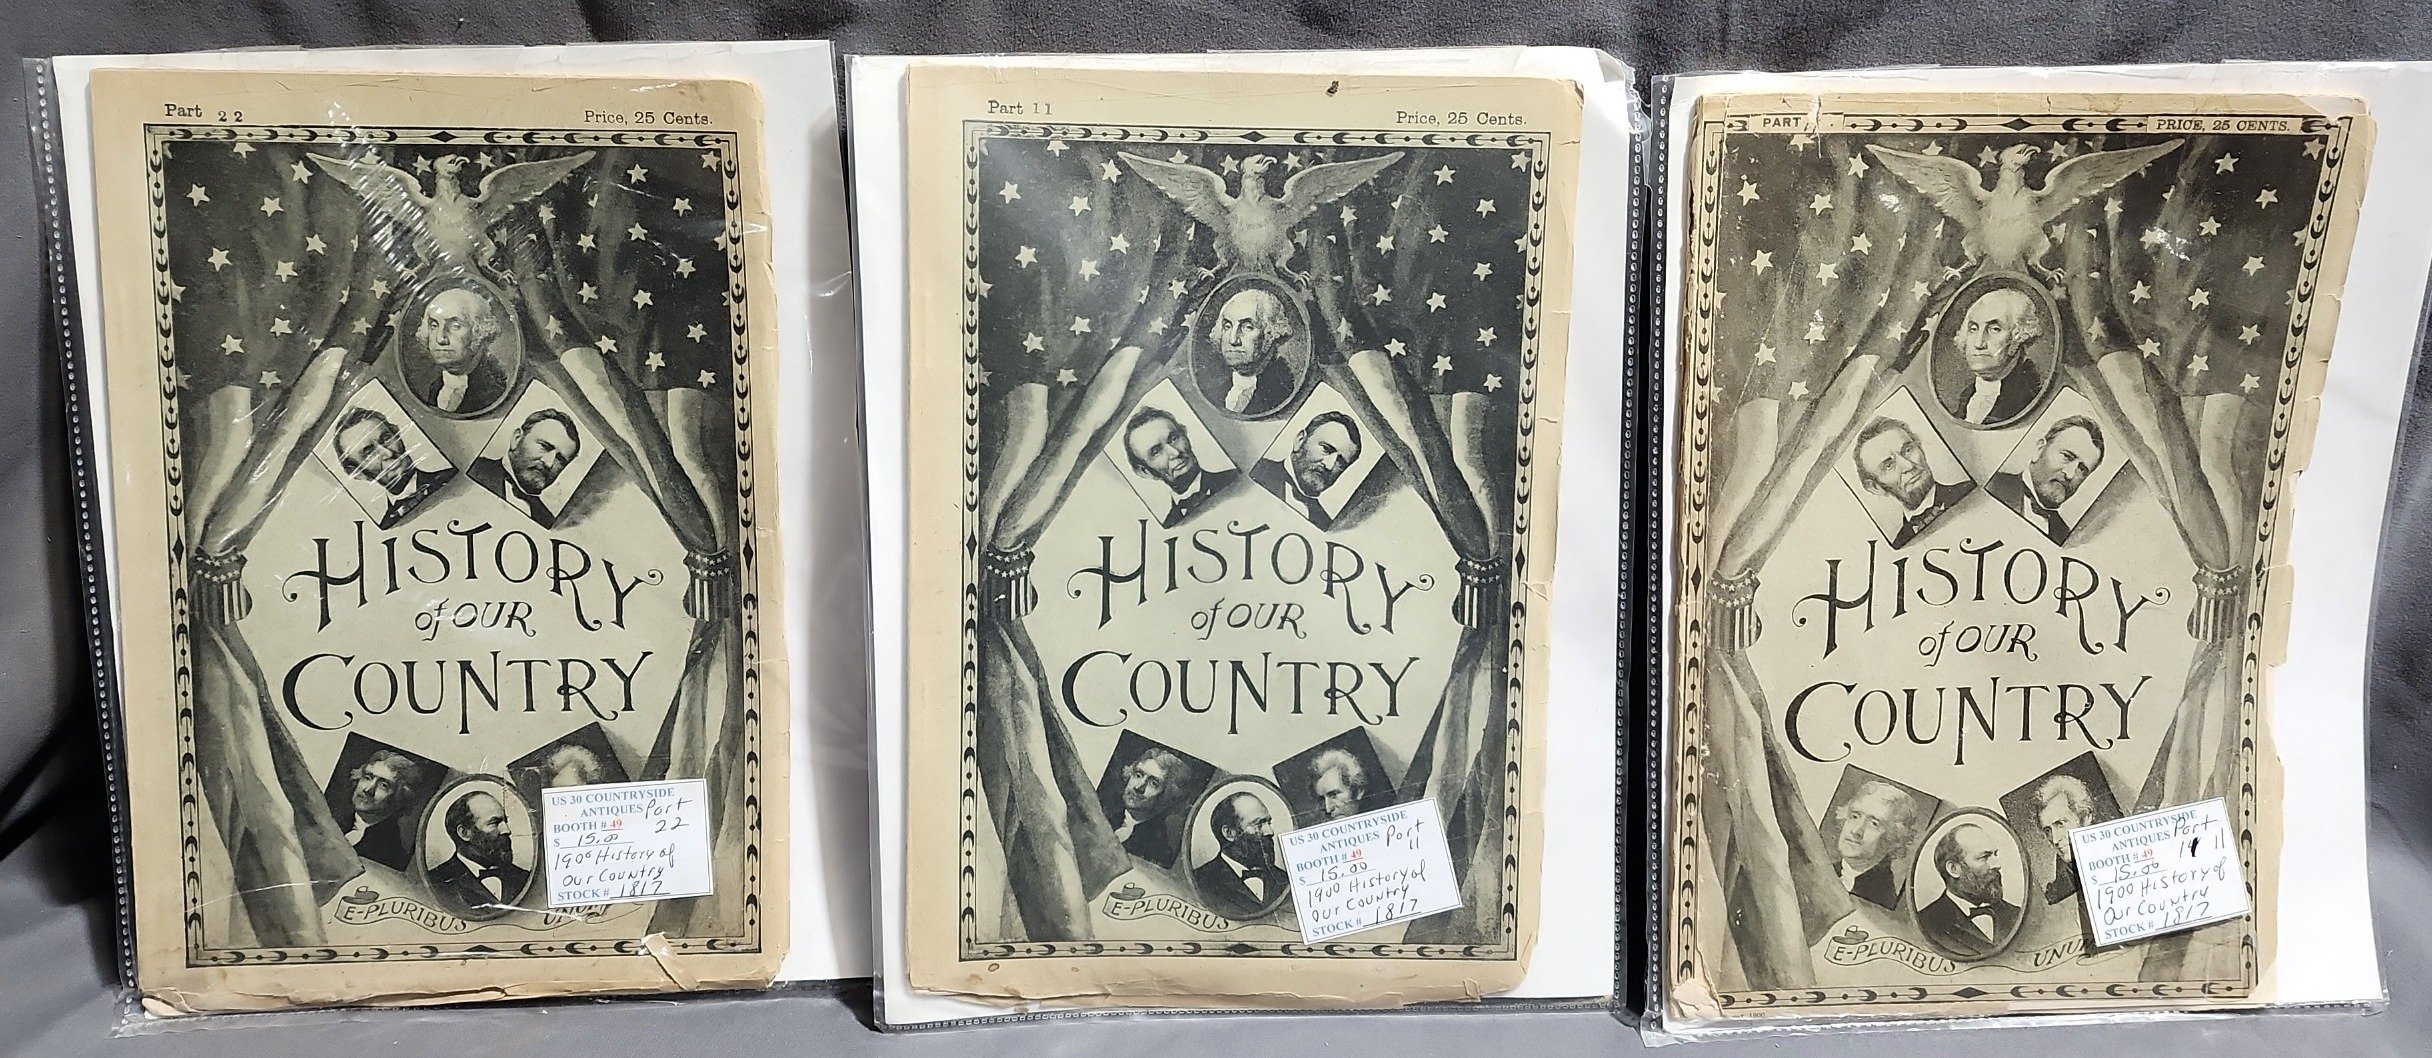 Part 22
Price, 25 Cents.
HISTORY
of OUR
COUNTRY
E-PLURIBUS UNUM
US 30 COUNTRYSIDE
ANTIQUES Part
BOOTH # 49 22
$ 15.00
1900 History of
Our Country
STOCK # 1817
Part 11
Price, 25 Cents.
HISTORY
of OUR
COUNTRY
E-PLURIBUS
US 30 COUNTRYSIDE
ANTIQUES Part
BOOTH # 49 11
$ 15.00
1900 History of
Our Country
STOCK # 1817
PART
PRICE, 25 CENTS.
HISTORY
of OUR
COUNTRY
E-PLURIBUS UNUM
US 30 COUNTRYSIDE
ANTIQUES Part
BOOTH # 49 11
$ 15.00
1900 History of
Our Country
STOCK # 1817
1900